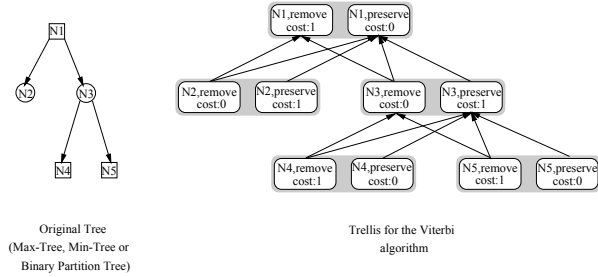 N1
N2
N3
N4
N5
Original Tree
(Max-Tree, Min-Tree or
Binary Partition Tree)
N1,remove
cost:1
N1,preserve
cost:0
N2,remove
cost:0
N2,preserve
cost:1
N3,remove
cost:0
N3,preserve
cost:1
N4,remove
cost:1
N4,preserve
cost:0
N5,remove
cost:1
N5,preserve
cost:0
Trellis for the Viterbi
algorithm